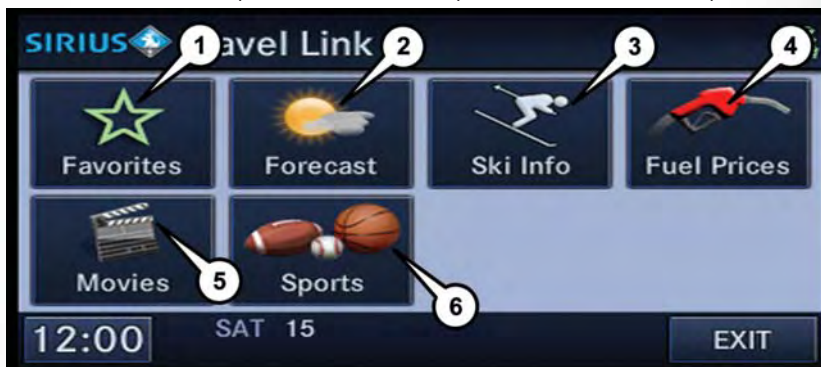 SIRIUS avel Link
1 2 3 4
Favorites Forecast Ski Info Fuel Prices
Movies Sports
5 6
12:00 SAT 15 EXIT